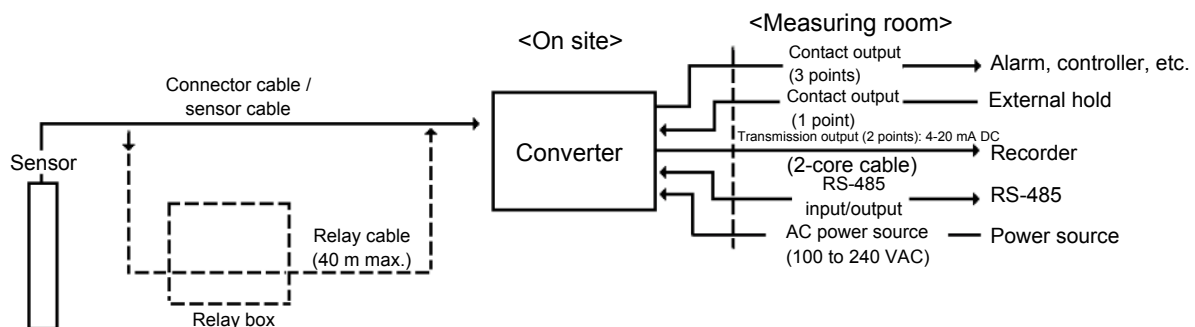 <Measuring room>
<On site>
Contact output
(3 points)
Alarm, controller, etc.
Connector cable /
sensor cable
Contact output
(1 point)
External hold
Transmission output (2 points): 4-20 mA DC
(2-core cable)
Recorder
Sensor
Converter
RS-485
input/output
RS-485
Relay cable
(40 m max.)
AC power source
(100 to 240 VAC)
Power source
Relay box